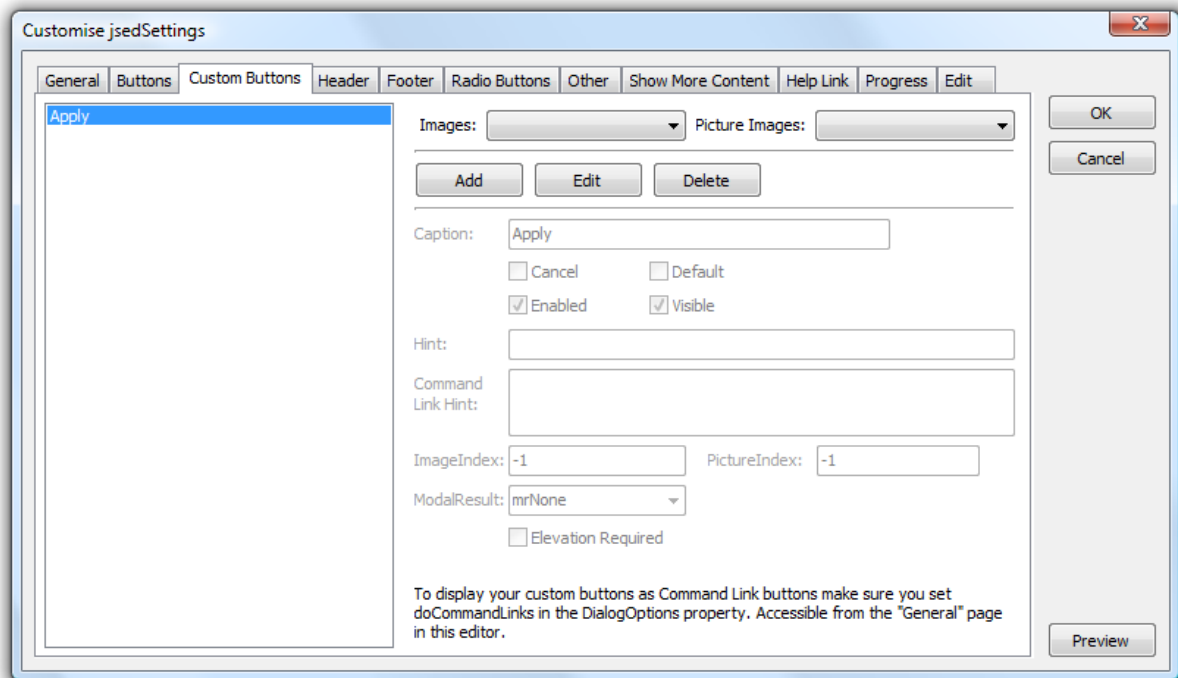 Customise jsedSettings
General Buttons Custom Buttons Header Footer Radio Buttons Other Show More Content Help Link Progress Edit
Apply
Images: Picture Images:
OK
Cancel
Add Edit Delete
Caption: Apply
Cancel Default
Enabled Visible
Hint:
Command
Link Hint:
ImageIndex: -1 PictureIndex: -1
ModalResult: mrNone
Elevation Required
To display your custom buttons as Command Link buttons make sure you set
doCommandLinks in the DialogOptions property. Accessible from the "General" page
in this editor.
Preview